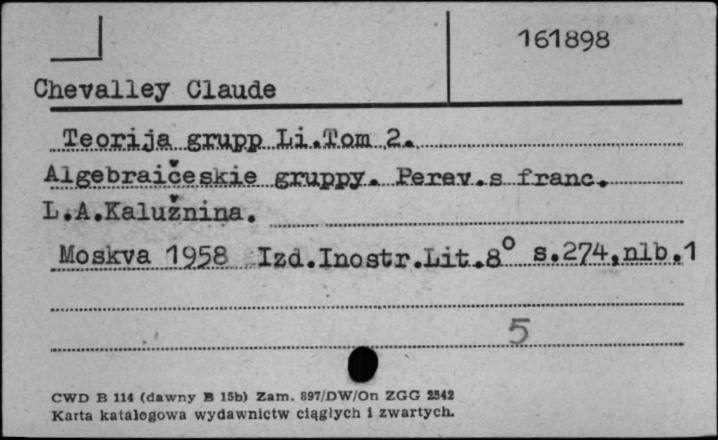 161898
Chevalley Claude
Teorija grupp Li.Tom 2.
Algebraičeskie gruppy. Perev.s franc.
L.A.Kalužnina.
Moskva 1958 Izd.Inostr.Lit.8° s.274,nlb.1
5
CWD B 114 (dawny B 15b) Zam. 897/DW/On ZGG 2542
Karta katalogowa wydawnictw ciągłych i zwartych.